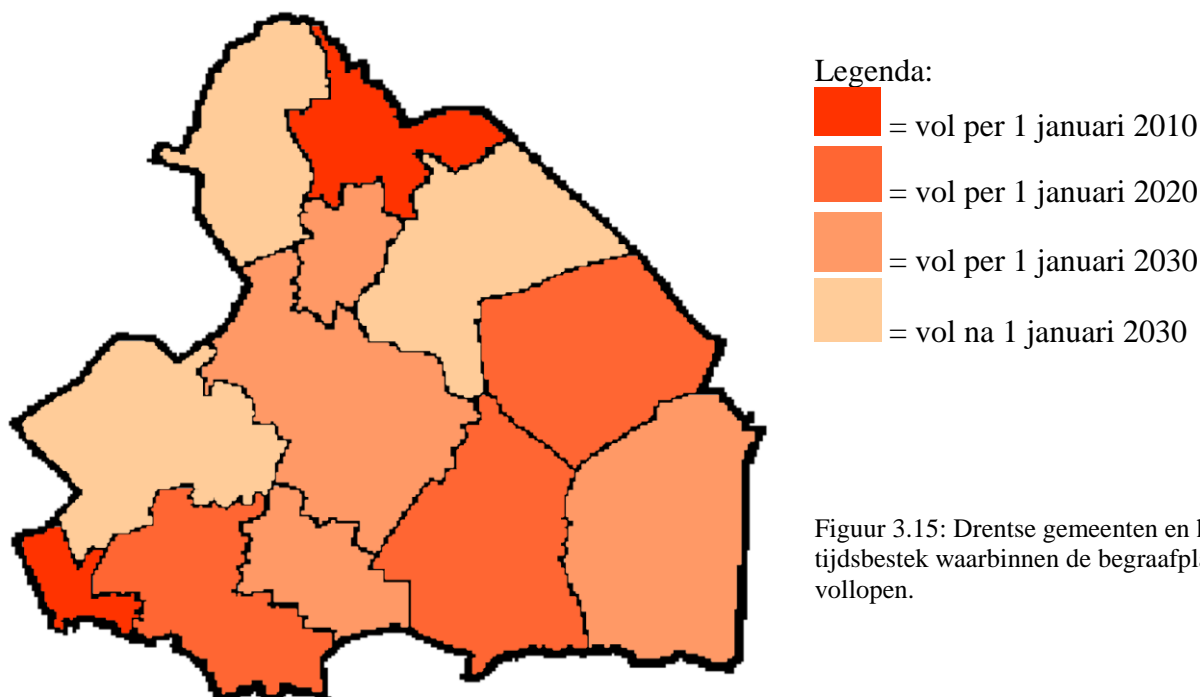 Legenda:
= vol per 1 januari 2010
= vol per 1 januari 2020
= vol per 1 januari 2030
= vol na 1 januari 2030
Figuur 3.15: Drentse gemeenten en
tijdsbestek waarbinnen de
vollopen.